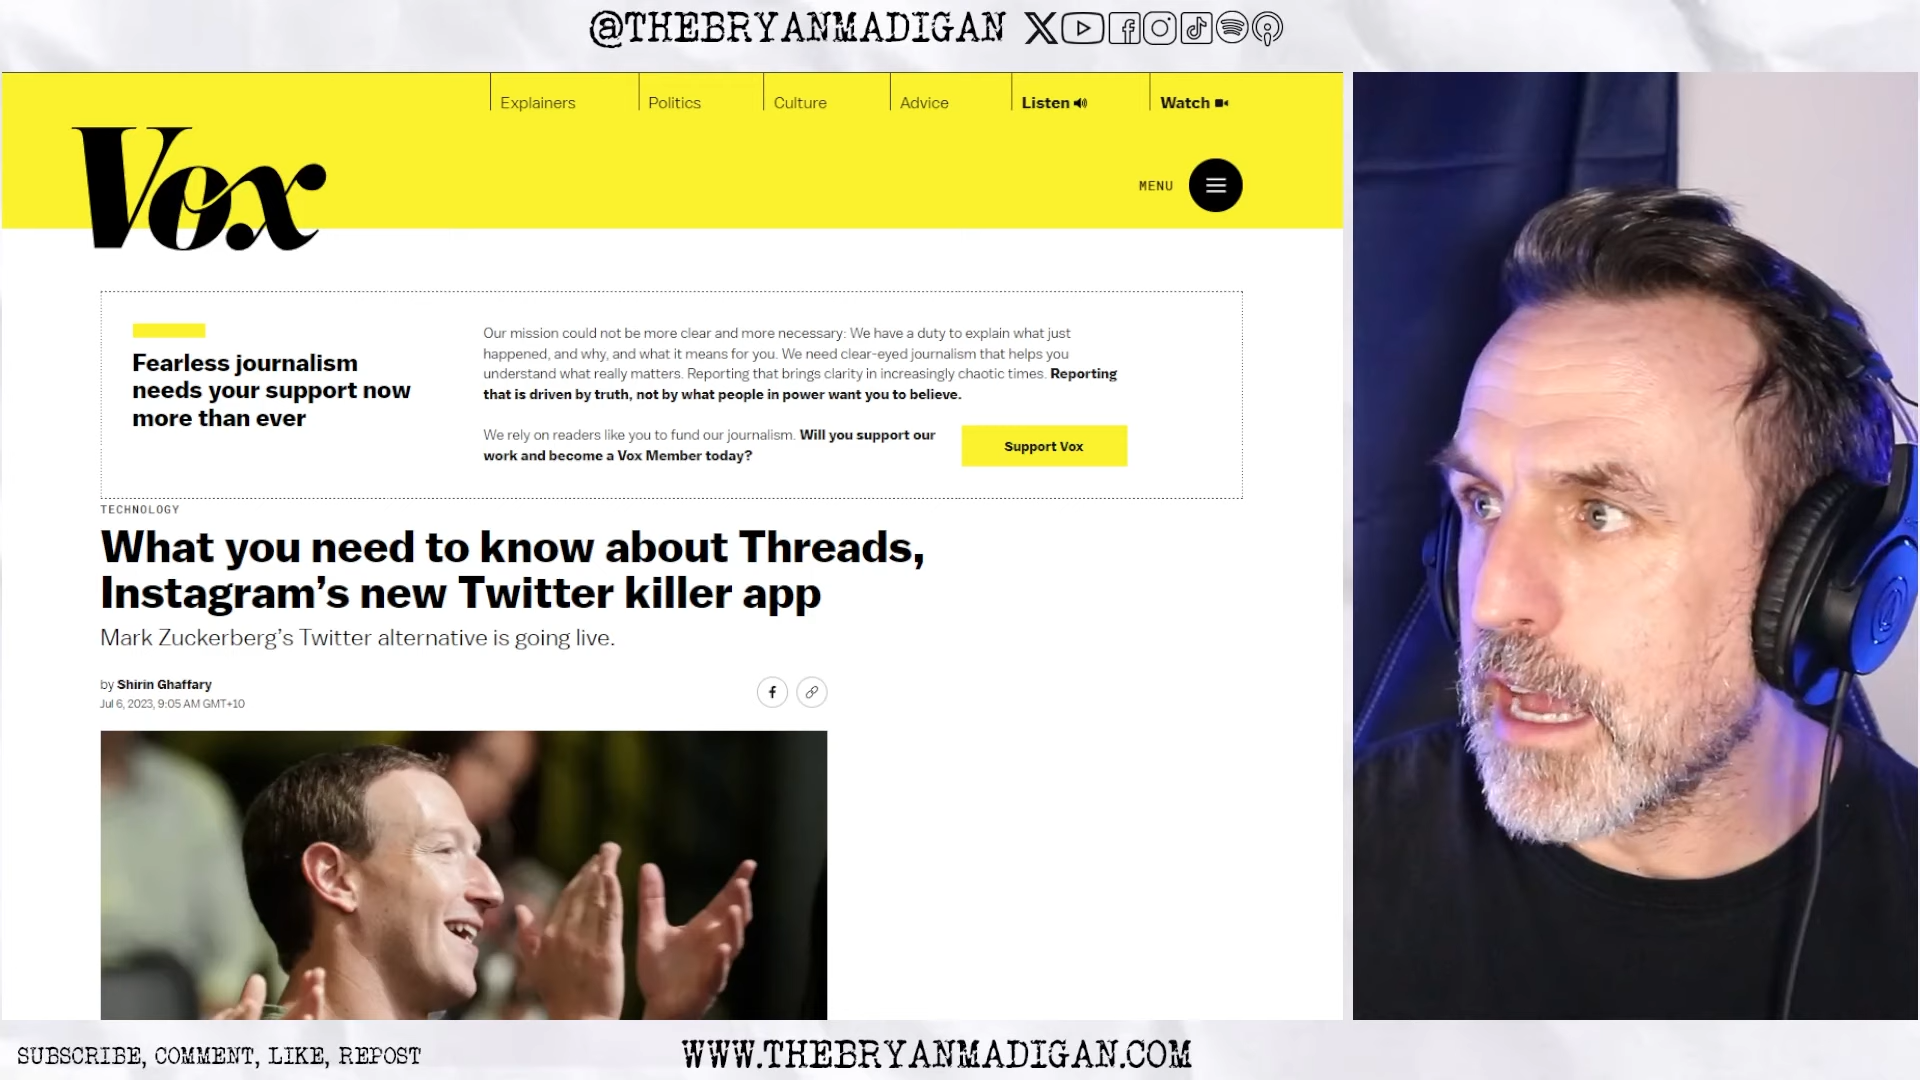 @THEBRYANMADIGAN
Explainers
Politics
Culture
Advice
Listen
Watch
Vox
MENU
Fearless journalism
needs your support now
more than ever
Our mission could not be more clear and more necessary: We have a duty to explain what just
happened, and why, and what it means for you. We need clear-eyed journalism that helps you
understand what really matters. Reporting that brings clarity in increasingly chaotic times. Reporting
that is driven by truth, not by what people in power want you to believe.
We rely on readers like you to fund our journalism. Will you support our
work and become a Vox Member today?
Support Vox
TECHNOLOGY
What you need to know about Threads,
Instagram’s new Twitter killer app
Mark Zuckerberg’s Twitter alternative is going live.
by Shirin Ghaffary
Jul 6, 2023, 9:05 AM GMT+10
SUBSCRIBE, COMMENT, LIKE, REPOST
WWW.THEBRYANMADIGAN.COM